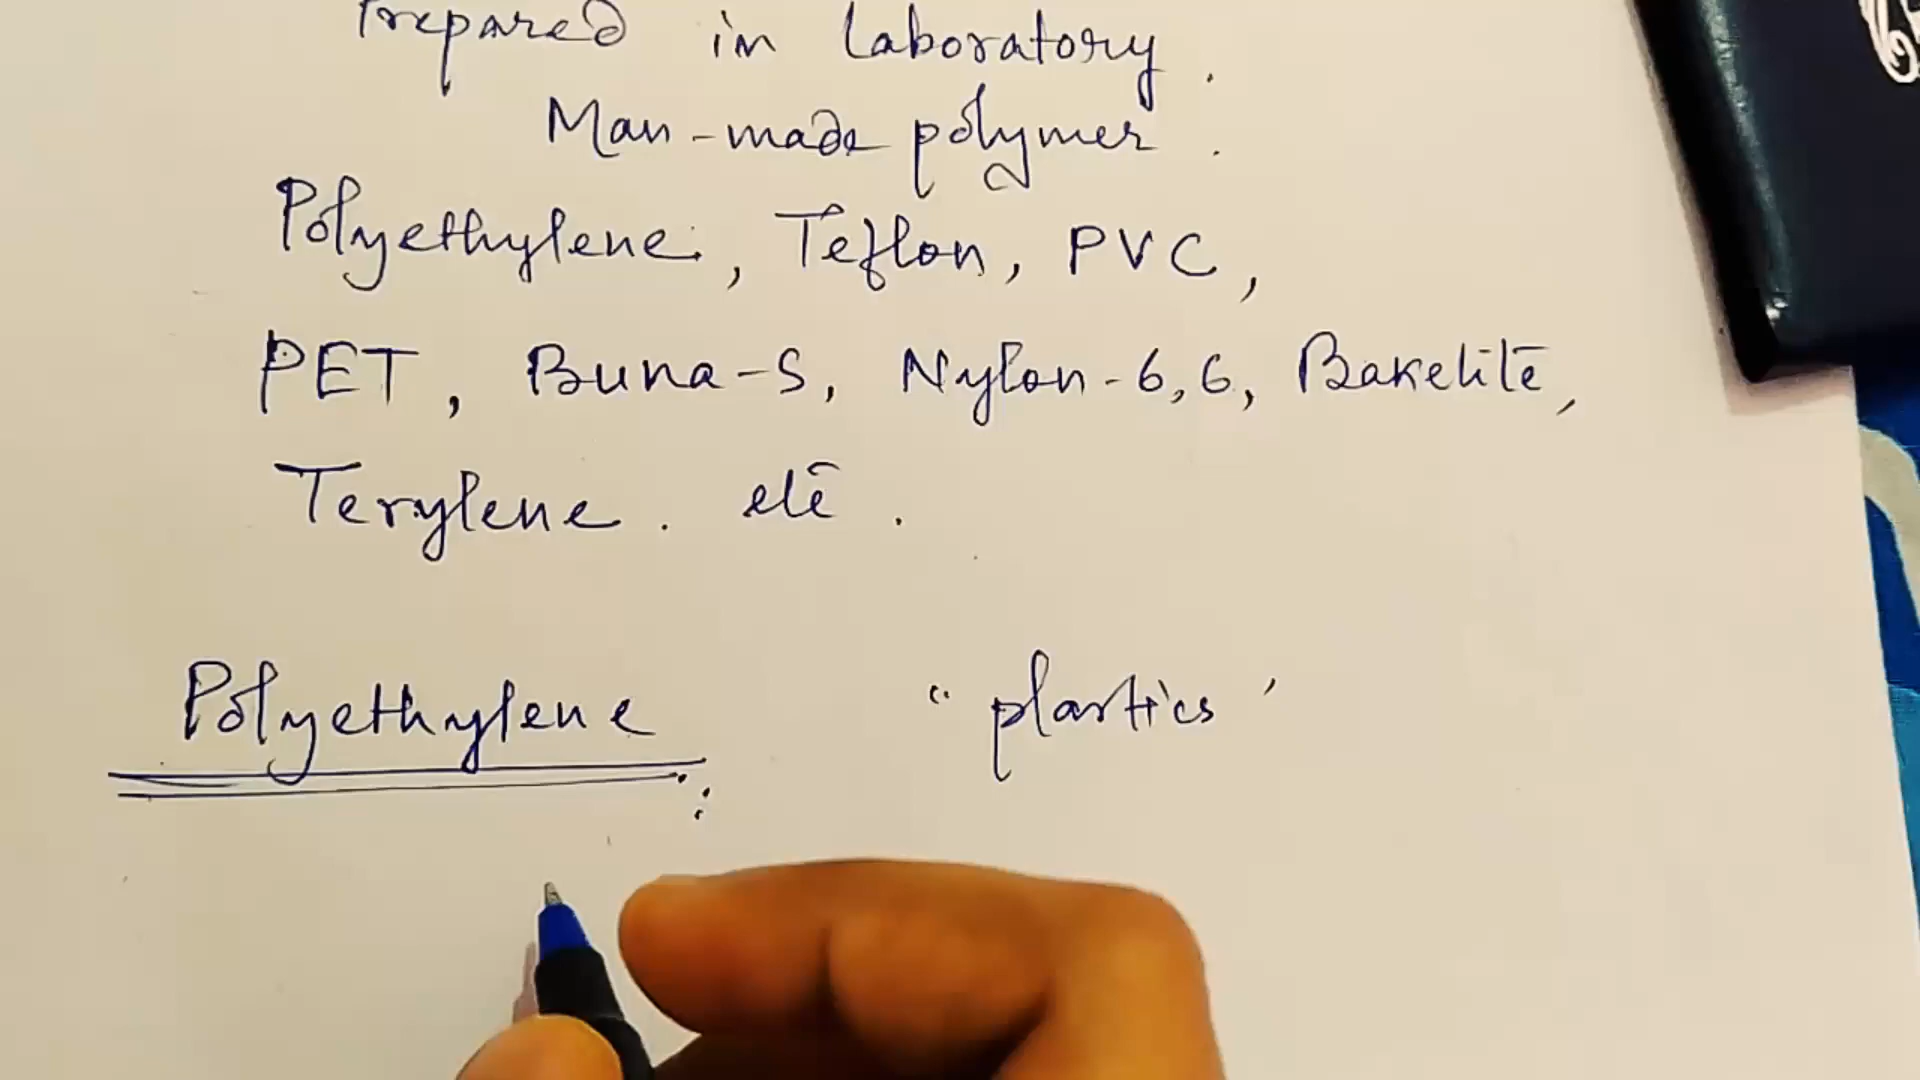 Prepared in Laboratory.
Man-made polymer.
Polyethylene, Teflon, PVC,
PET, Buna-S, Nylon-6,6, Bakelite,
Terylene. etc.
Polyethylene: "plastics'